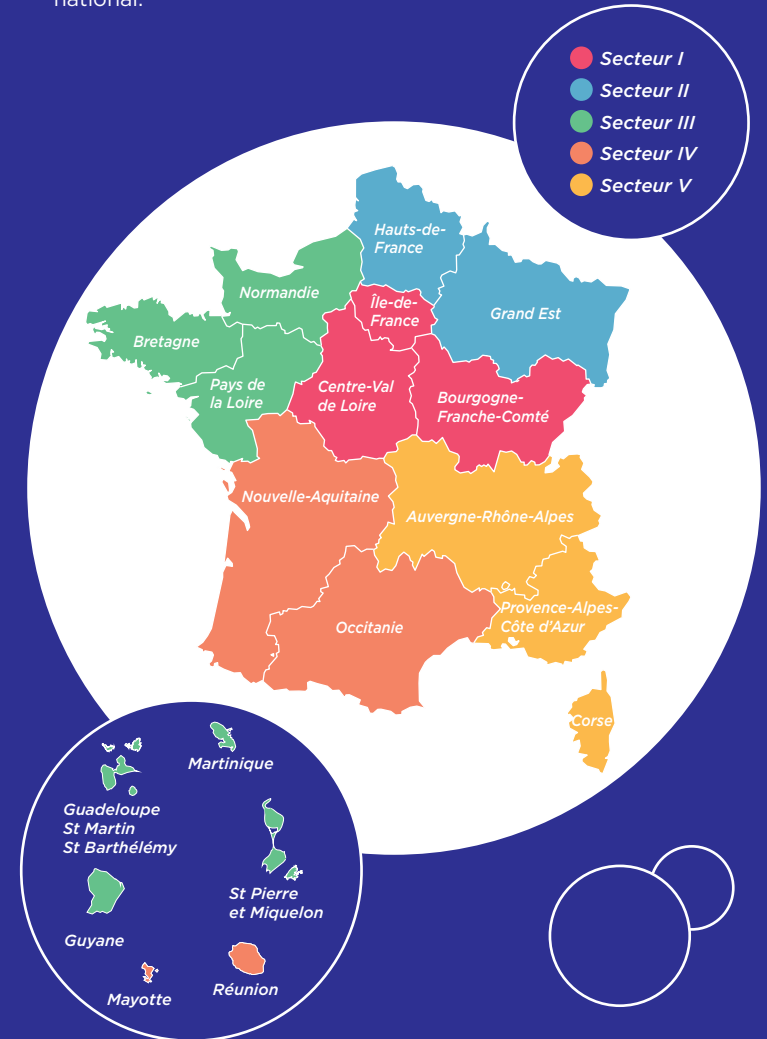 national.
Secteur I
Secteur II
Secteur III
Secteur IV
Secteur V
Hauts-de-
France
Normandie
Île-de-
France
Grand Est
Bretagne
Pays de
la Loire
Centre-Val
de Loire
Bourgogne-
Franche-Comté
Nouvelle-Aquitaine
Auvergne-Rhône-Alpes
Occitanie
Provence-Alpes-
Côte d'Azur
Corse
Martinique
Guadeloupe
St Martin
St Barthélémy
St Pierre
et Miquelon
Guyane
Réunion
Mayotte